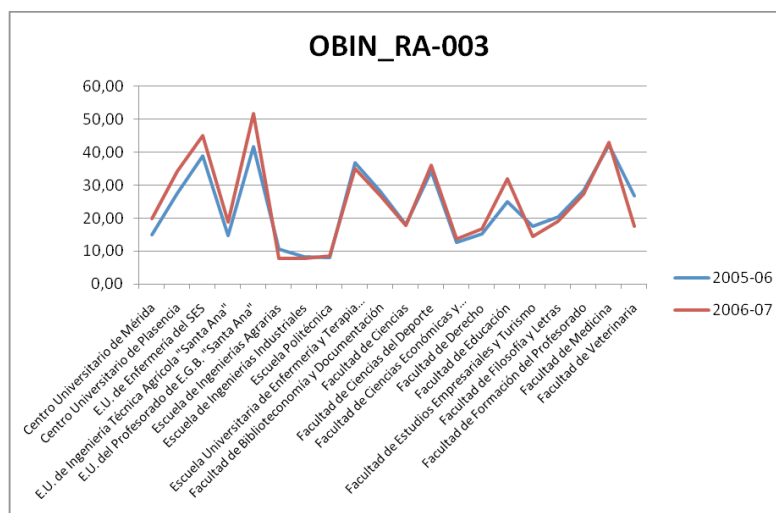 OBIN_RA-003
60,00
50,00
40,00
30,00
20,00
10,00
0,00
Centro Universitario de Mérida
Centro Universitario de Plasencia
E.U. de Enfermería del SES
E.U. de Ingeniería Técnica Agrícola "Santa Ana"
E.U. del Profesorado de E.G.B. "Santa Ana"
Escuela de Ingenierías Agrarias
Escuela de Ingenierías Industriales
Escuela Politécnica
Escuela Universitaria de Enfermería y Terapia...
Facultad de Biblioteconomía y Documentación
Facultad de Ciencias
Facultad de Ciencias del Deporte
Facultad de Ciencias Económicas y...
Facultad de Derecho
Facultad de Educación
Facultad de Estudios Empresariales y Turismo
Facultad de Filosofía y Letras
Facultad de Formación del Profesorado
Facultad de Medicina
Facultad de Veterinaria
2005-06
2006-07